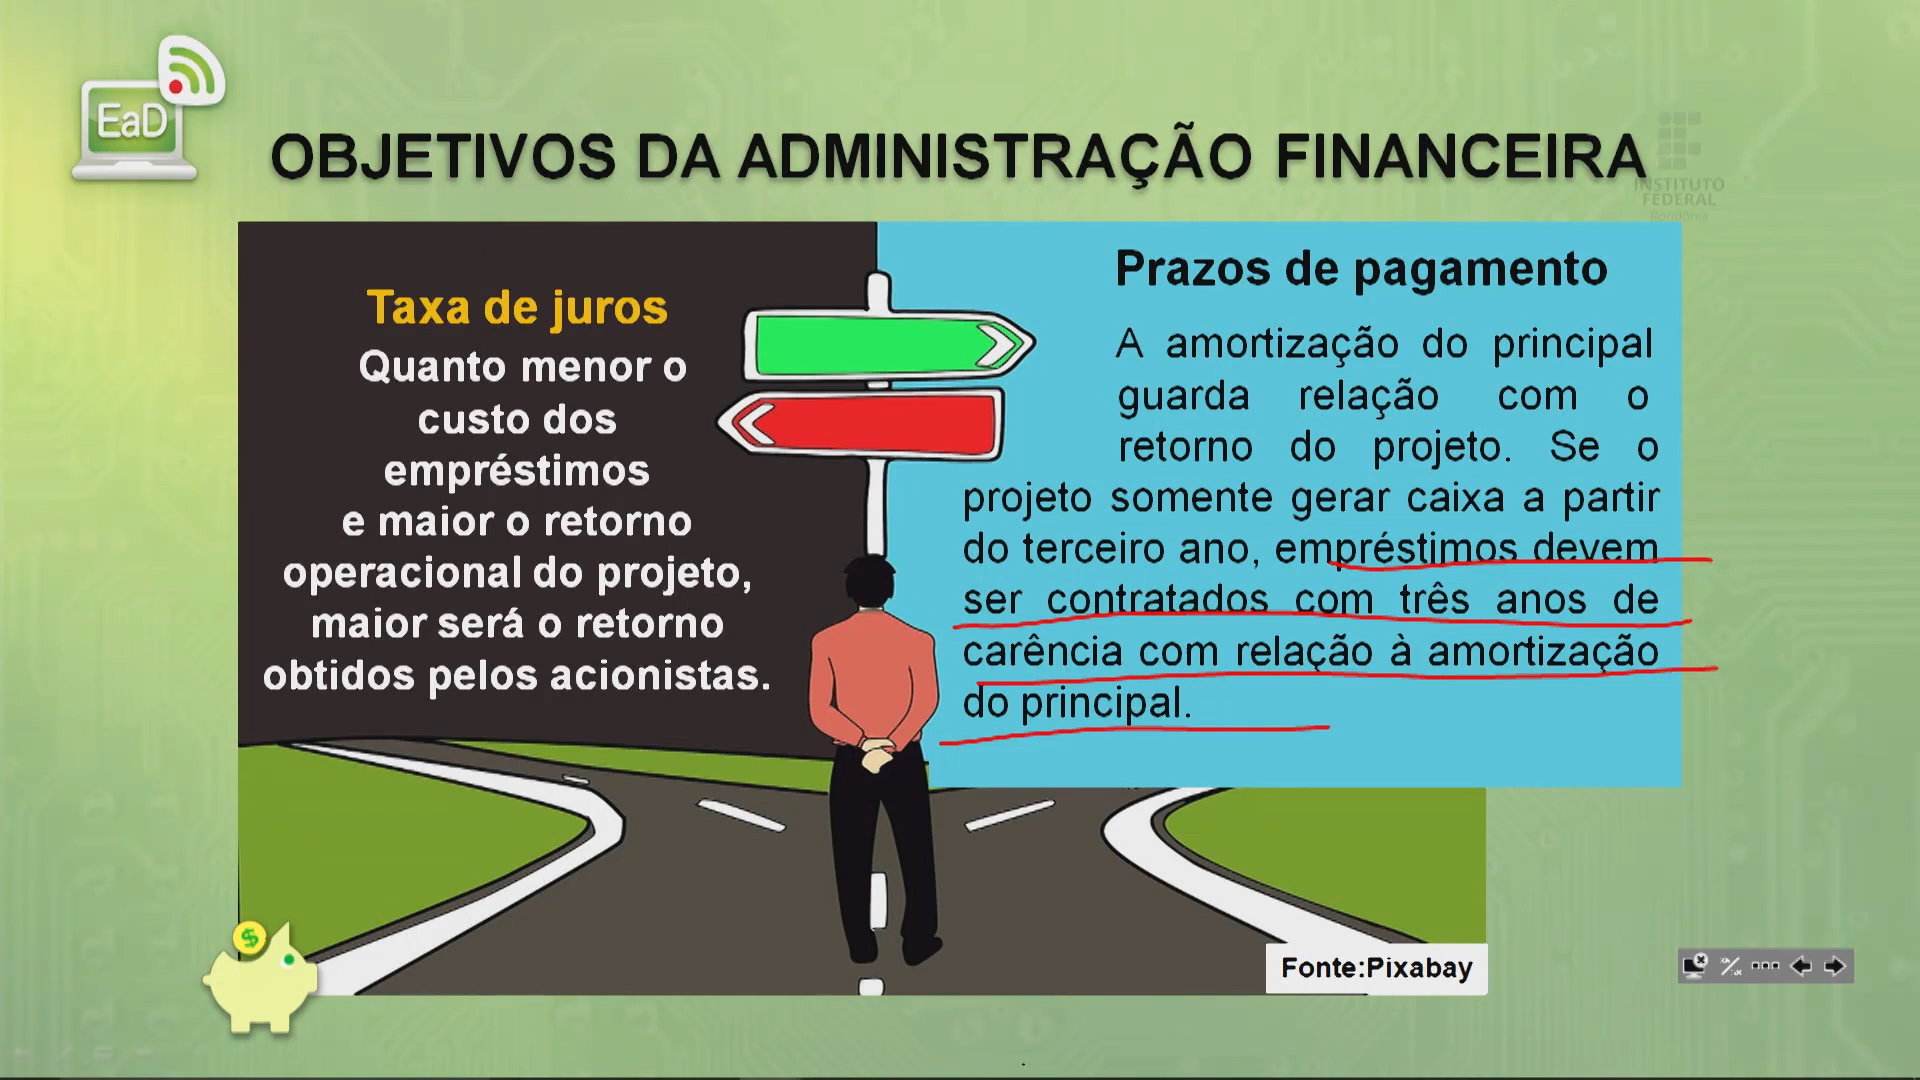 EaD
OBJETIVOS DA ADMINISTRAÇÃO FINANCEIRA
INSTITUTO
FEDERAL
Rondônia
Taxa de juros
Quanto menor o
custo dos
empréstimos
e maior o retorno
operacional do projeto,
maior será o retorno
obtidos pelos acionistas.
Prazos de pagamento
A amortização do principal
guarda relação com o
retorno do projeto. Se o
projeto somente gerar caixa a partir
do terceiro ano, empréstimos devem
ser contratados com três anos de
carência com relação à amortização
do principal.
$
Fonte:Pixabay